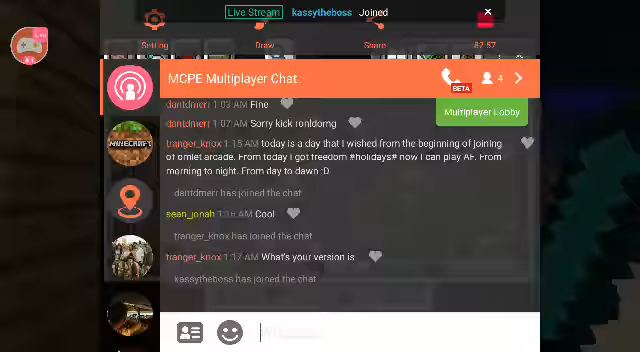 Live Stream kassytheboss Joined
Live
Setting Draw Share 82:57
MCPE Multiplayer Chat
BETA
4
Multiplayer Lobby
MINECRAFT
dantdmerr 1:03 AM Fine
dantdmerr 1:07 AM Sorry kick ronldomg
tranger_knox 1:15 AM today is a day that I wished from the beginning of joining
of omlet arcade. From today I got freedom #holidays# now I can play AF. From
morning to night. From day to dawn :D
dantdmerr has joined the chat
sean_jonah 1:16 AM Cool
tranger_knox has joined the chat
tranger_knox 1:17 AM What's your version is
kassytheboss has joined the chat